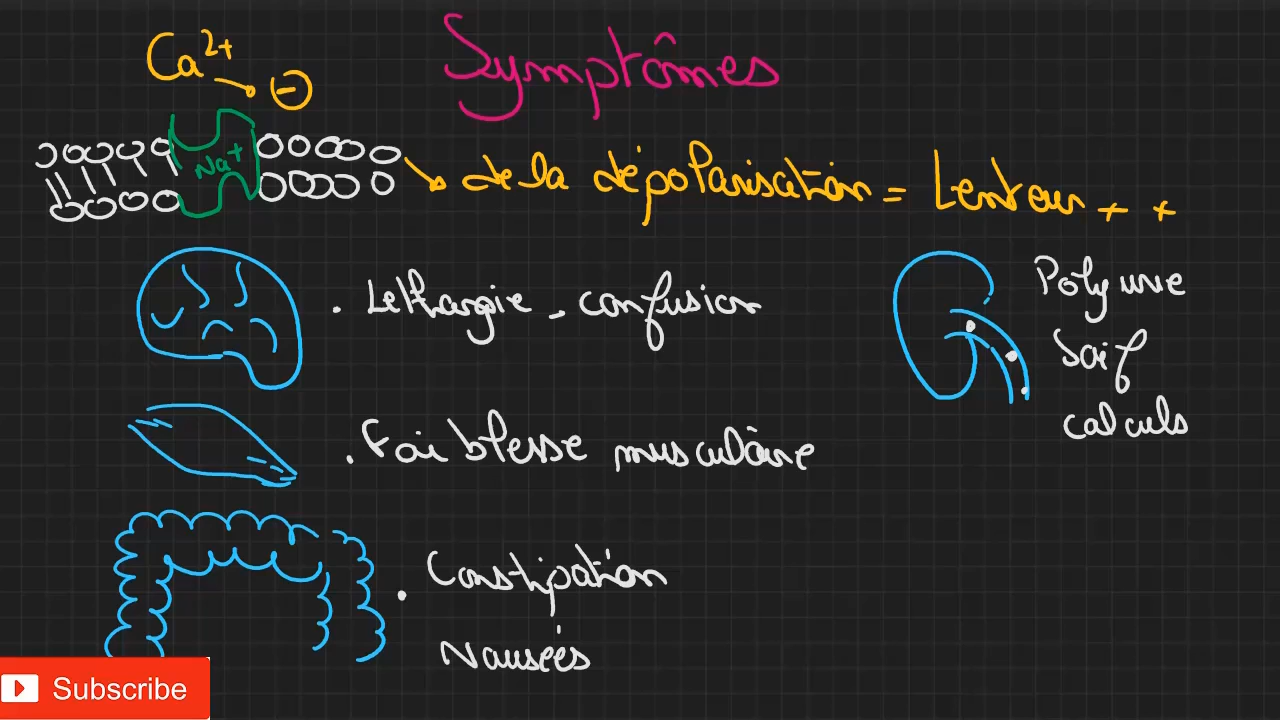 Symptômes
Ca2+
⊖
Na+
↘ de la dépolarisation = Lenteur + +
. Léthargie - confusion
Polyurie
Soif
calculs
. Faiblesse musculaire
. Constipation
Nausées
Subscribe